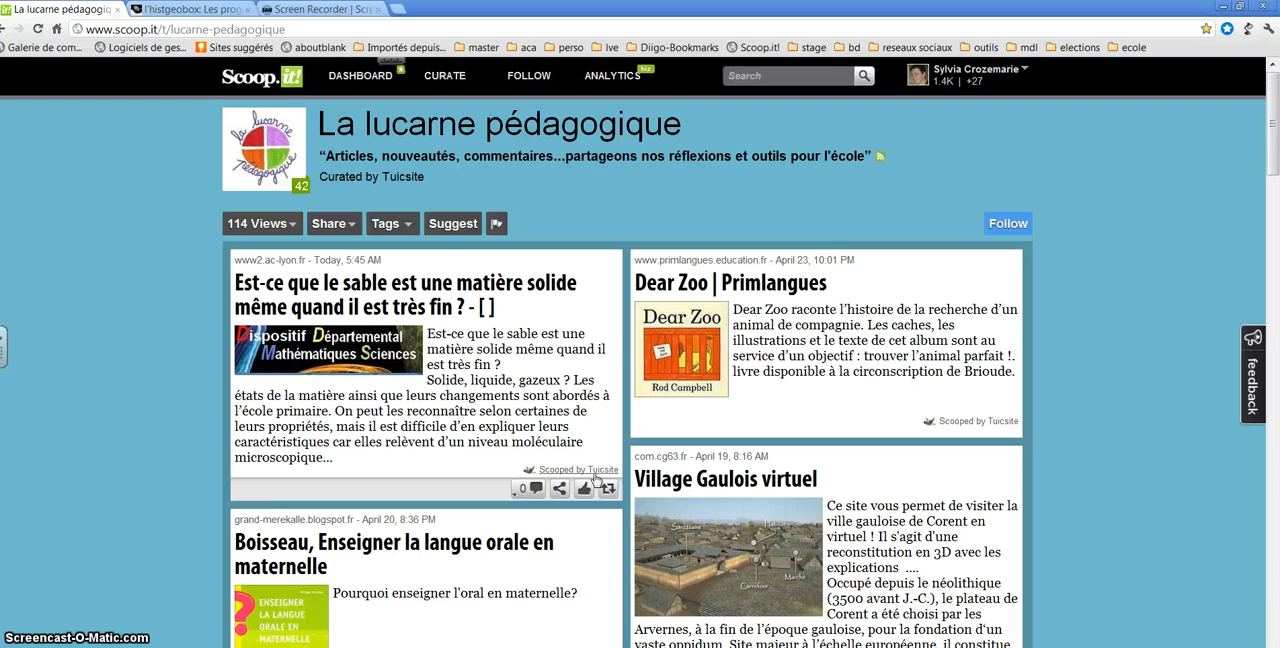 La lucarne pédagogiq
l'histgeobox: Les prog
Screen Recorder | Scre
www.scoop.it/t/lucarne-pedagogique
Galerie de com...
Logiciels de ges...
Sites suggérés
aboutblank
Importés depuis...
master
aca
perso
lve
Diigo-Bookmarks
Scoop.it!
stage
bd
reseaux sociaux
outils
mdl
elections
ecole
Scoop.it!
DASHBOARD
CURATE
FOLLOW
ANALYTICS
biz
Search
Sylvia Crozemarie
1.4K | +27
la lucarne
pédagogique
42
La lucarne pédagogique
“Articles, nouveautés, commentaires...partageons nos réflexions et outils pour l'école”
Curated by Tuicsite
114 Views
Share
Tags
Suggest
Follow
www2.ac-lyon.fr - Today, 5:45 AM
Est-ce que le sable est une matière solide
même quand il est très fin ? - [ ]
Dispositif Départemental
Mathématiques Sciences
Est-ce que le sable est une
matière solide même quand il
est très fin ?
Solide, liquide, gazeux ? Les
états de la matière ainsi que leurs changements sont abordés à
l'école primaire. On peut les reconnaître selon certaines de
leurs propriétés, mais il est difficile d'en expliquer leurs
caractéristiques car elles relèvent d'un niveau moléculaire
microscopique...
Scooped by Tuicsite
0
grand-merekalle.blogspot.fr - April 20, 8:36 PM
Boisseau, Enseigner la langue orale en
maternelle
ENSEIGNER
LA LANGUE
ORALE EN
MATERNELLE
Pourquoi enseigner l'oral en maternelle?
www.primlangues.education.fr - April 23, 10:01 PM
Dear Zoo | Primlangues
Dear Zoo
Rod Campbell
Dear Zoo raconte l'histoire de la recherche d'un
animal de compagnie. Les caches, les
illustrations et le texte de cet album sont au
service d'un objectif : trouver l'animal parfait !.
livre disponible à la circonscription de Brioude.
Scooped by Tuicsite
com.cg63.fr - April 19, 8:16 AM
Village Gaulois virtuel
Sanctuaire
Habitat
Carrefour
Marché
Ce site vous permet de visiter la
ville gauloise de Corent en
virtuel ! Il s'agit d'une
reconstitution en 3D avec les
explications ....
Occupé depuis le néolithique
(3500 avant J.-C.), le plateau de
Corent a été choisi par les
Arvernes, à la fin de l'époque gauloise, pour la fondation d'un
vaste oppidum. Site majeur à l'échelle européenne, il constitue
feedback
Screencast-O-Matic.com